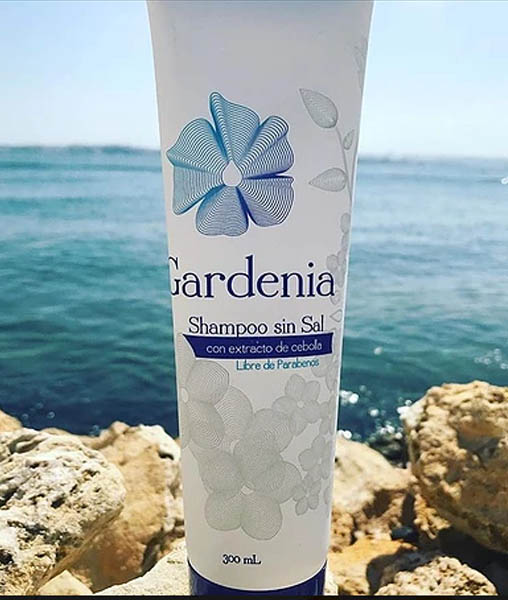 Gardenia
Shampoo sin Sal
con extracto de cebolla
Libre de Parabenos
300 mL